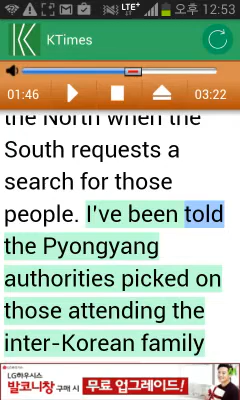 LTE 오후 12:53
K KTimes
01:46 03:22
the North when the
South requests a
search for those
people. I've been told
the Pyongyang
authorities picked on
those attending the
inter-Korean family
LG하우시스
발코니창 구매 시 무료 업그레이드!